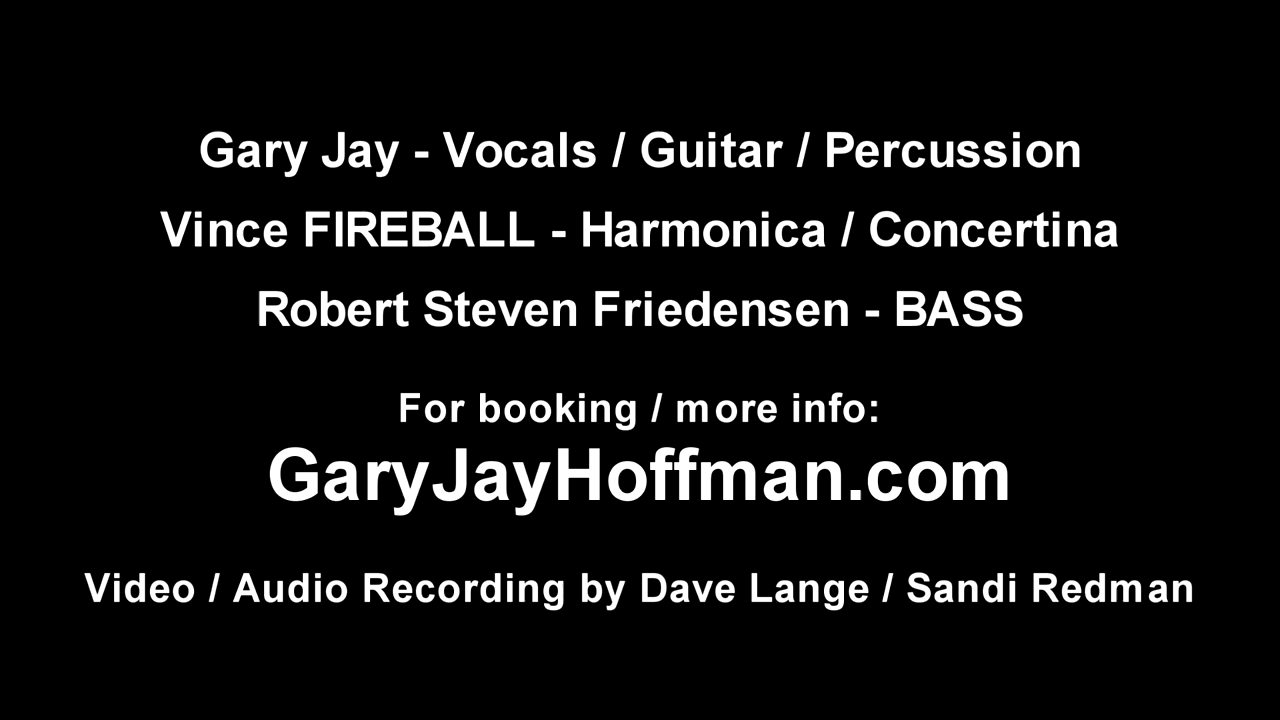 Gary Jay - Vocals / Guitar / Percussion
Vince FIREBALL - Harmonica / Concertina
Robert Steven Friedensen - BASS
For booking / more info:
GaryJayHoffman.com
Video / Audio Recording by Dave Lange / Sandi Redman